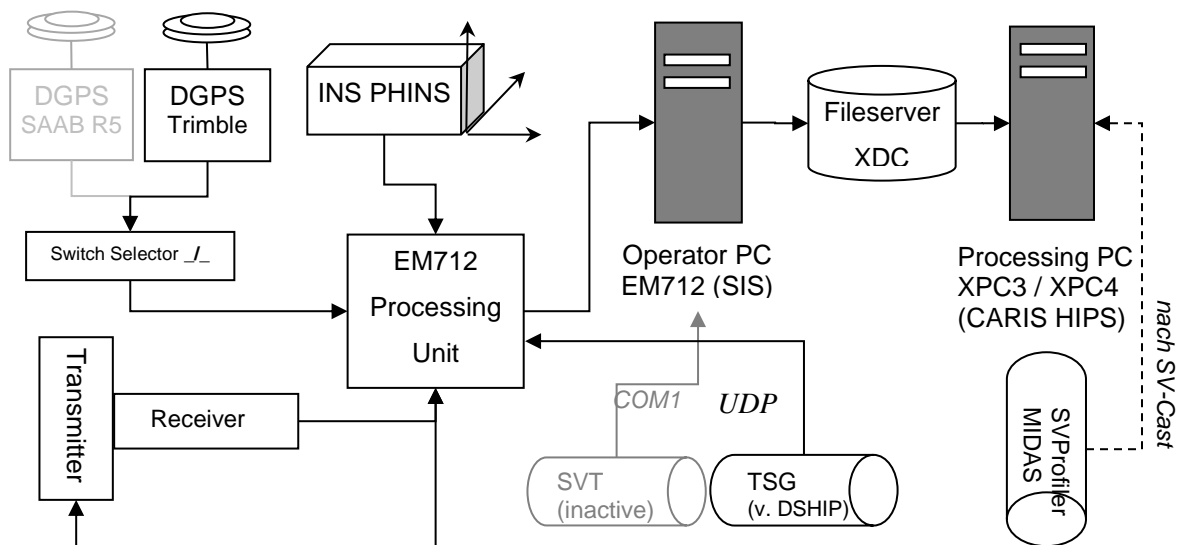 DGPS
SAAB R5
DGPS
Trimble
INS PHINS
Fileserver
XDC
Switch Selector _/_
EM712
Processing
Unit
Operator PC
EM712 (SIS)
Processing PC
XPC3 / XPC4
(CARIS HIPS)
nach SV-Cast
Transmitter
Receiver
COM1
UDP
SVT
(inactive)
TSG
(v. DSHIP)
SVProfiler
MIDAS